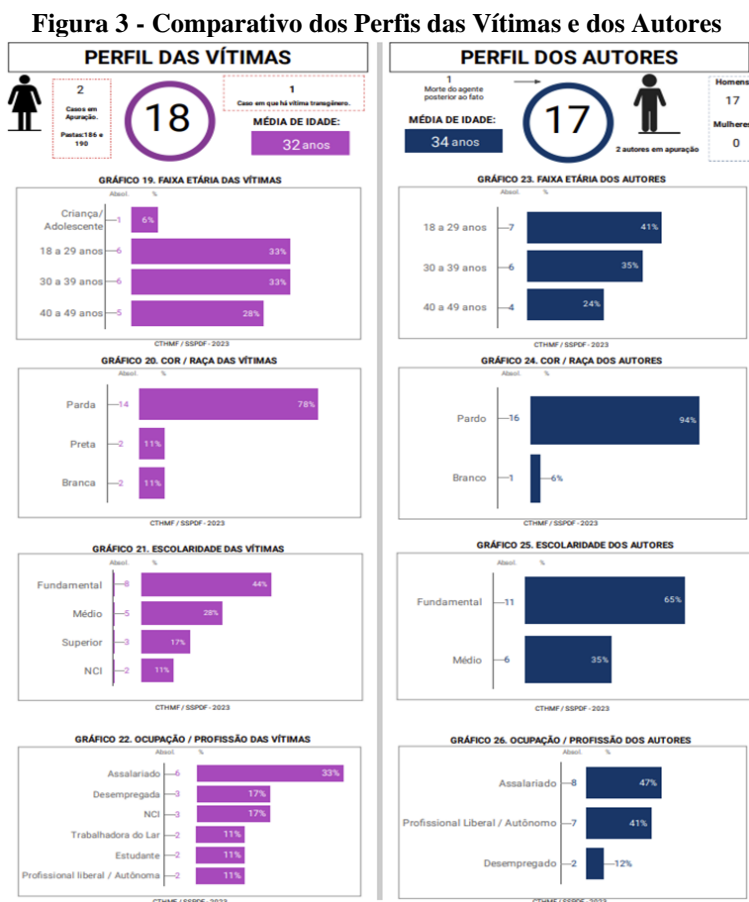 Figura 3 - Comparativo dos Perfis das Vítimas e dos Autores
PERFIL DAS VÍTIMAS
2
Casos em
Apuração.
Pastas:186 e
190
18
1
Caso em que há vítima transgênero.
MÉDIA DE IDADE:
32 anos
GRÁFICO 19. FAIXA ETÁRIA DAS VÍTIMAS
Absol. %
Criança/
Adolescente 1 6%
18 a 29 anos 6 33%
30 a 39 anos 6 33%
40 a 49 anos 5 28%
CTHMF / SSPDF - 2023
GRÁFICO 20. COR / RAÇA DAS VÍTIMAS
Absol. %
Parda 14 78%
Preta 2 11%
Branca 2 11%
CTHMF / SSPDF - 2023
GRÁFICO 21. ESCOLARIDADE DAS VÍTIMAS
Absol. %
Fundamental 8 44%
Médio 5 28%
Superior 3 17%
NCI 2 11%
CTHMF / SSPDF - 2023
GRÁFICO 22. OCUPAÇÃO / PROFISSÃO DAS VÍTIMAS
Absol. %
Assalariado 6 33%
Desempregada 3 17%
NCI 3 17%
Trabalhadora do Lar 2 11%
Estudante 2 11%
Profissional liberal / Autônoma 2 11%
CTHMF / SSPDF - 2023
PERFIL DOS AUTORES
1
Morte do agente
posterior ao fato
MÉDIA DE IDADE:
34 anos
17
2 autores em apuração
Homens
17
Mulheres
0
GRÁFICO 23. FAIXA ETÁRIA DOS AUTORES
Absol. %
18 a 29 anos 7 41%
30 a 39 anos 6 35%
40 a 49 anos 4 24%
CTHMF / SSPDF - 2023
GRÁFICO 24. COR / RAÇA DOS AUTORES
Absol. %
Pardo 16 94%
Branco 1 6%
CTHMF / SSPDF - 2023
GRÁFICO 25. ESCOLARIDADE DOS AUTORES
Absol. %
Fundamental 11 65%
Médio 6 35%
CTHMF / SSPDF - 2023
GRÁFICO 26. OCUPAÇÃO / PROFISSÃO DOS AUTORES
Absol. %
Assalariado 8 47%
Profissional Liberal / Autônomo 7 41%
Desempregado 2 12%
CTHMF / SSPDF - 2023